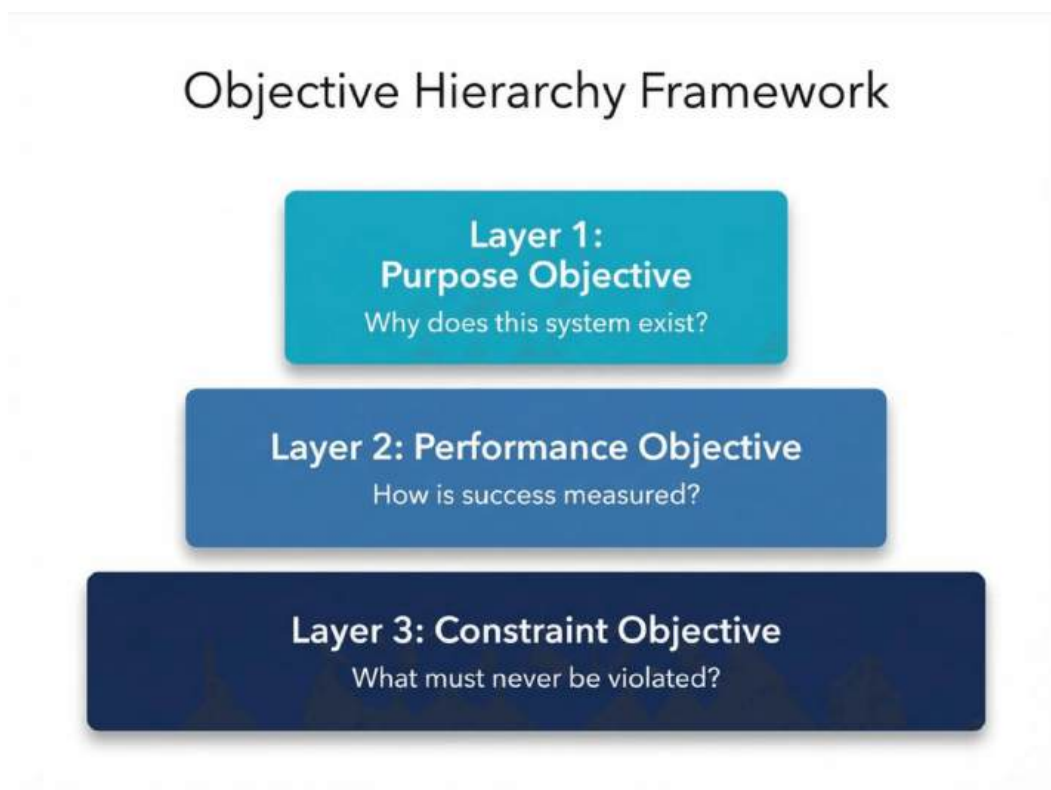 Objective Hierarchy Framework
Layer 1:
Purpose Objective
Why does this system exist?
Layer 2: Performance Objective
How is success measured?
Layer 3: Constraint Objective
What must never be violated?